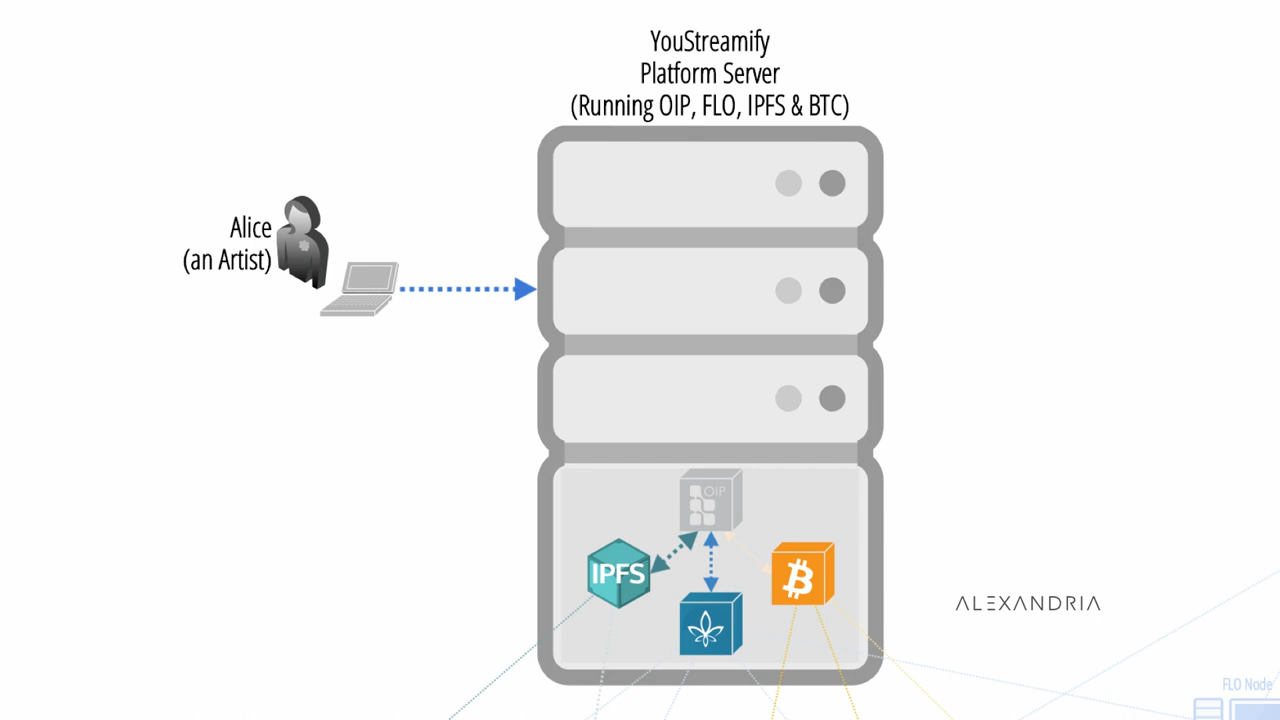 YouStreamify
Platform Server
(Running OIP, FLO, IPFS & BTC)
Alice
(an Artist)
OIP
IPFS
ALEXANDRIA
FLO Node